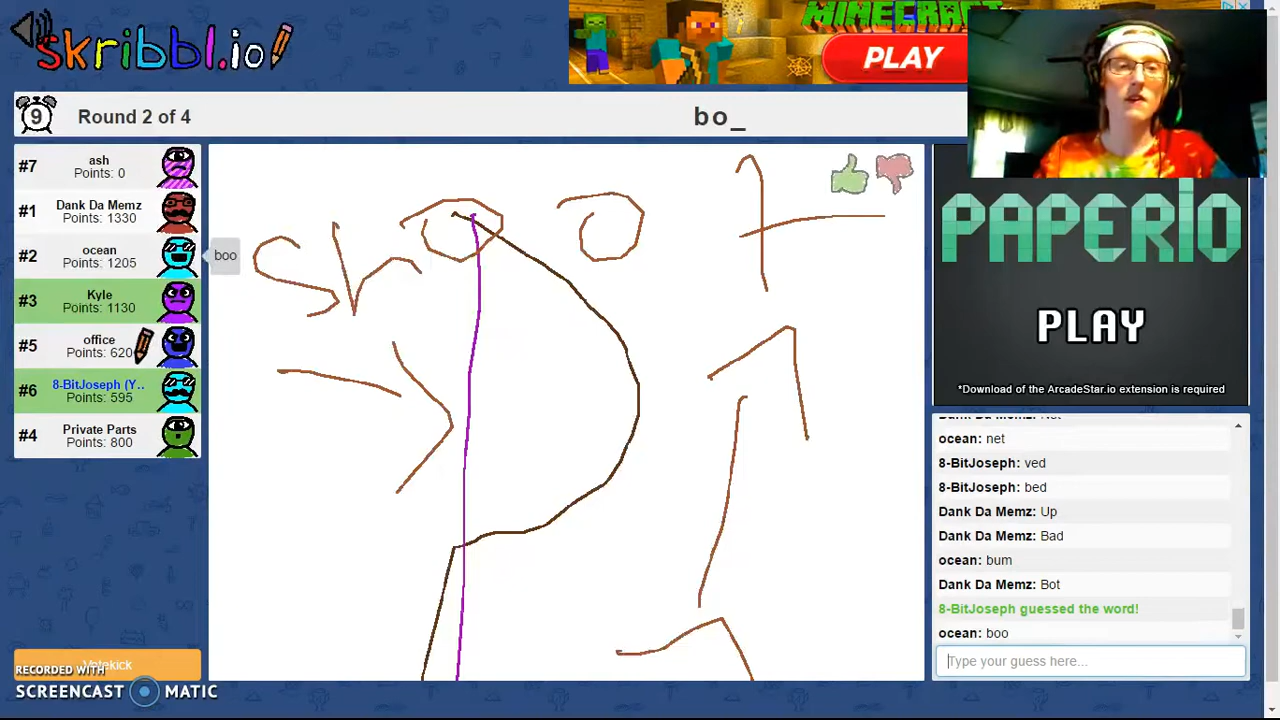 skribbl.io
MINECRAFT
PLAY
9
Round 2 of 4
bo_
#7
ash
Points: 0
#1
Dank Da Memz
Points: 1330
#2
ocean
Points: 1205
boo
#3
Kyle
Points: 1130
#5
office
Points: 620
#6
8-BitJoseph (Y..
Points: 595
#4
Private Parts
Points: 800
shoot
PAPERIO
PLAY
*Download of the ArcadeStar.io extension is required
ocean: net
8-BitJoseph: ved
8-BitJoseph: bed
Dank Da Memz: Up
Dank Da Memz: Bad
ocean: bum
Dank Da Memz: Bot
8-BitJoseph guessed the word!
ocean: boo
Type your guess here...
Votekick
RECORDED WITH
SCREENCAST MATIC